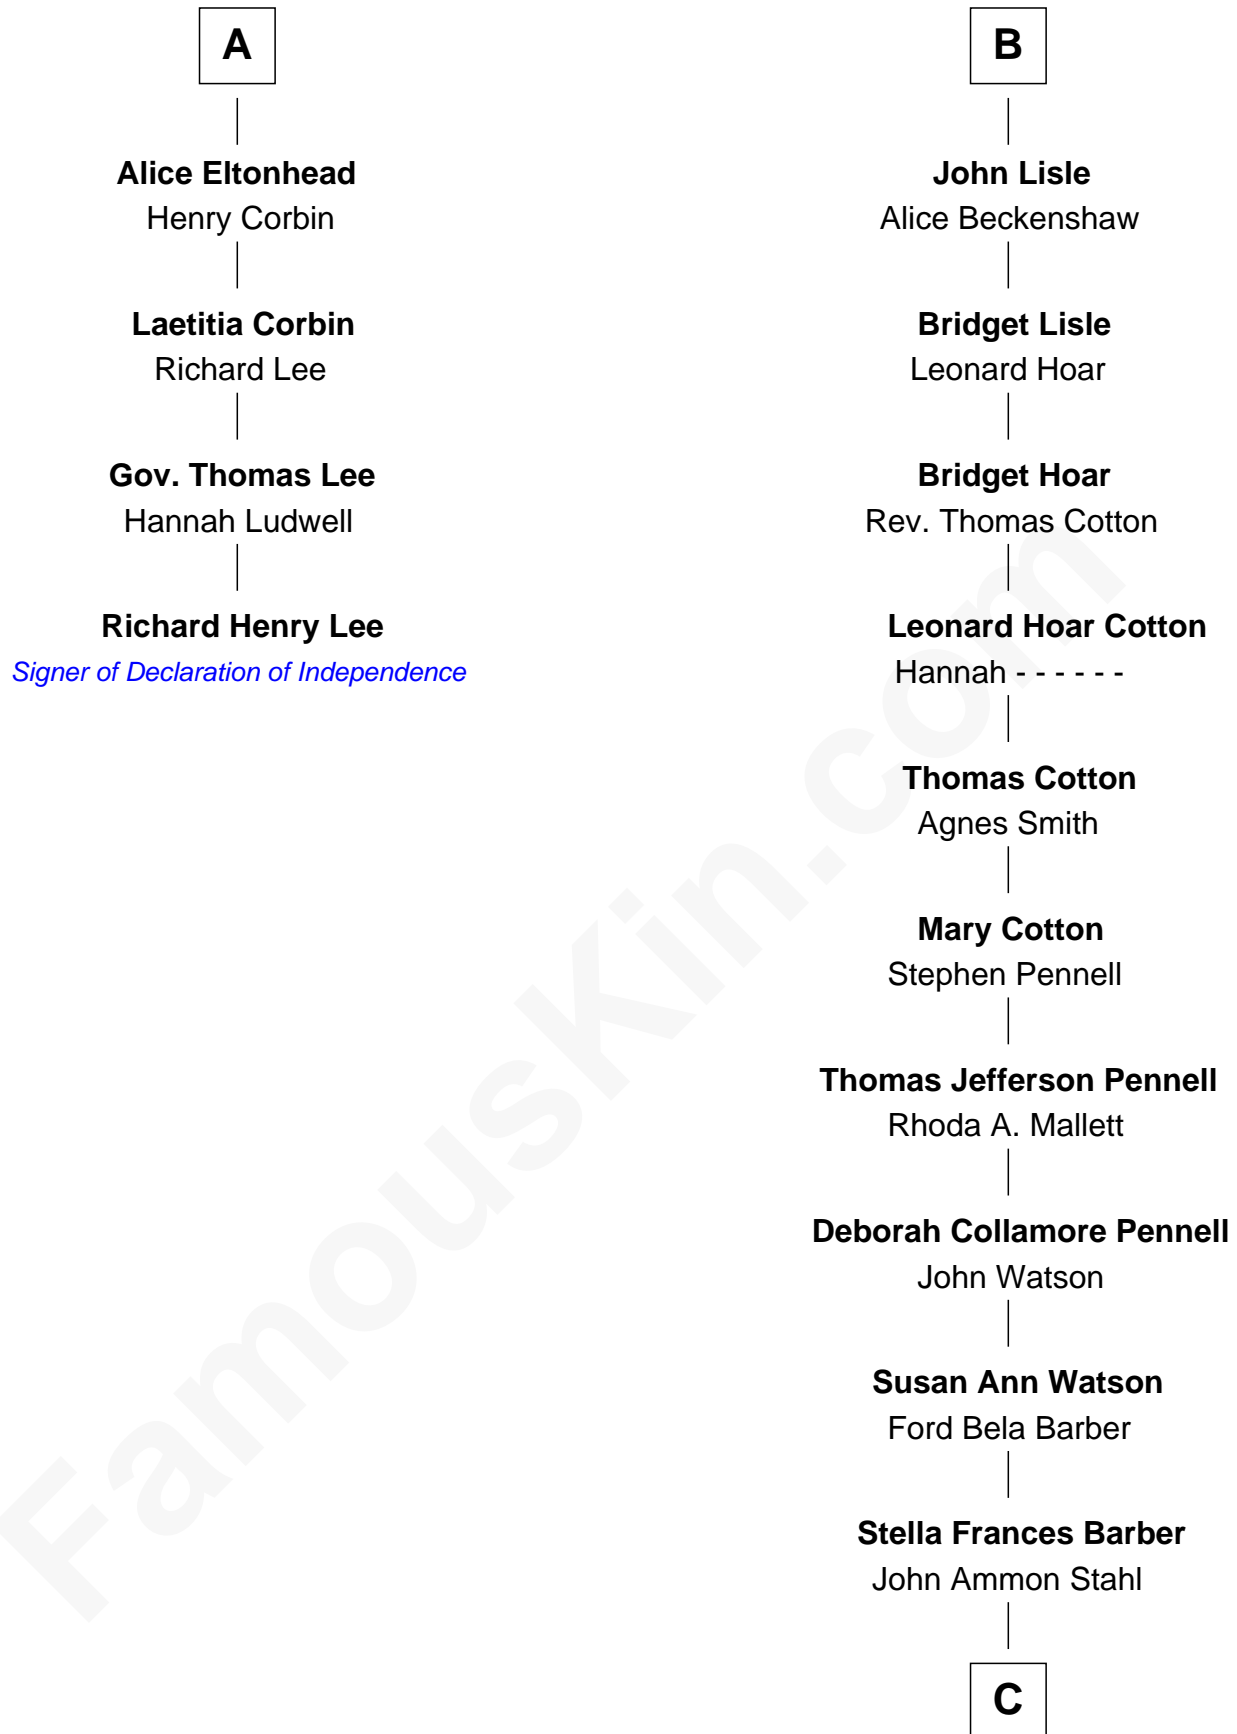 A
Alice Eltonhead
Henry Corbin
Laetitia Corbin
Richard Lee
Gov. Thomas Lee
Hannah Ludwell
Richard Henry Lee
Signer of Declaration of Independence
B
John Lisle
Alice Beckenshaw
Bridget Lisle
Leonard Hoar
Bridget Hoar
Rev. Thomas Cotton
Leonard Hoar Cotton
Hannah - - - - - -
Thomas Cotton
Agnes Smith
Mary Cotton
Stephen Pennell
Thomas Jefferson Pennell
Rhoda A. Mallett
Deborah Collamore Pennell
John Watson
Susan Ann Watson
Ford Bela Barber
Stella Frances Barber
John Ammon Stahl
C
FamousKin.com